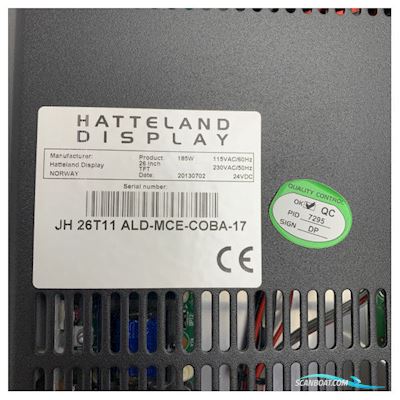 HATTELAND
DISPLAY
Manufacturer: Product: 185W 115VAC/60Hz
Hatteland Display 26 Inch 230VAC/50Hz
NORWAY TFT 24VDC
Date: 20130702
Serial number:
JH 26T11 ALD-MCE-COBA-17
CE
QUALITY CONTROL
OK QC
PID 7295
SIGN DP
SCANBOAT.COM